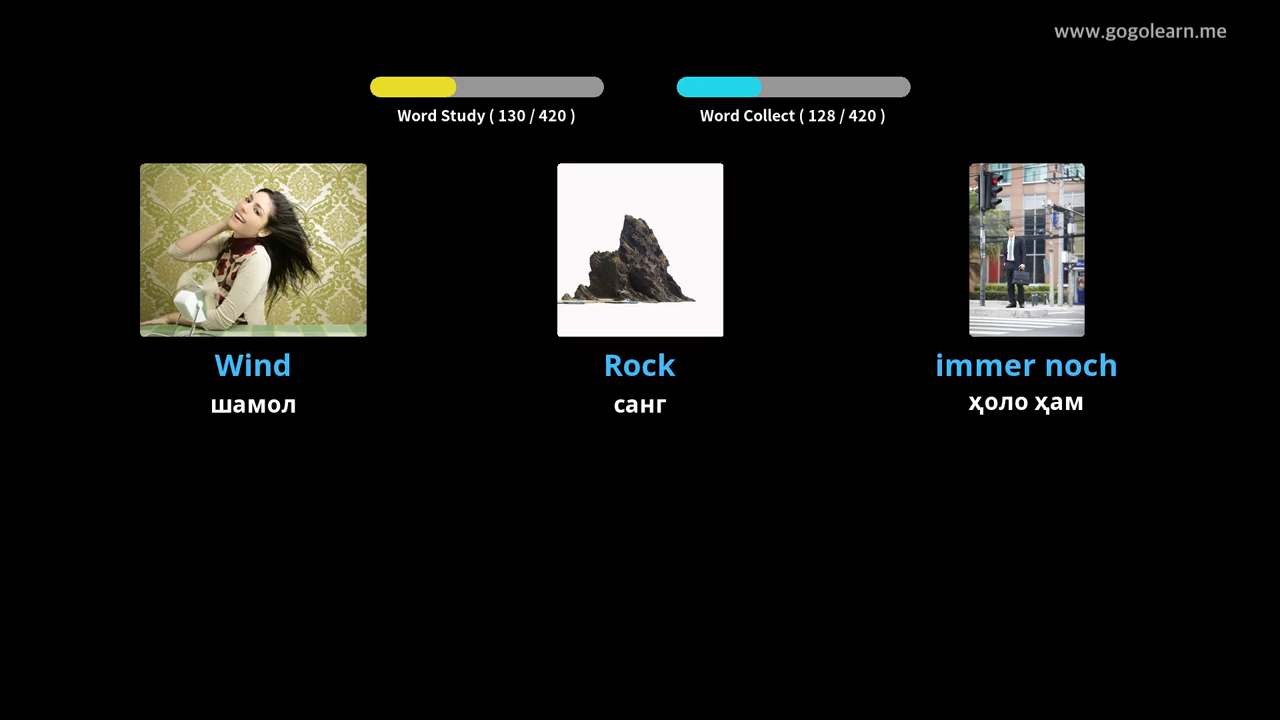 www.gogolearn.me
Word Study ( 130 / 420 )
Word Collect ( 128 / 420 )
Wind
Rock
immer noch
шамол
санг
ҳоло ҳам